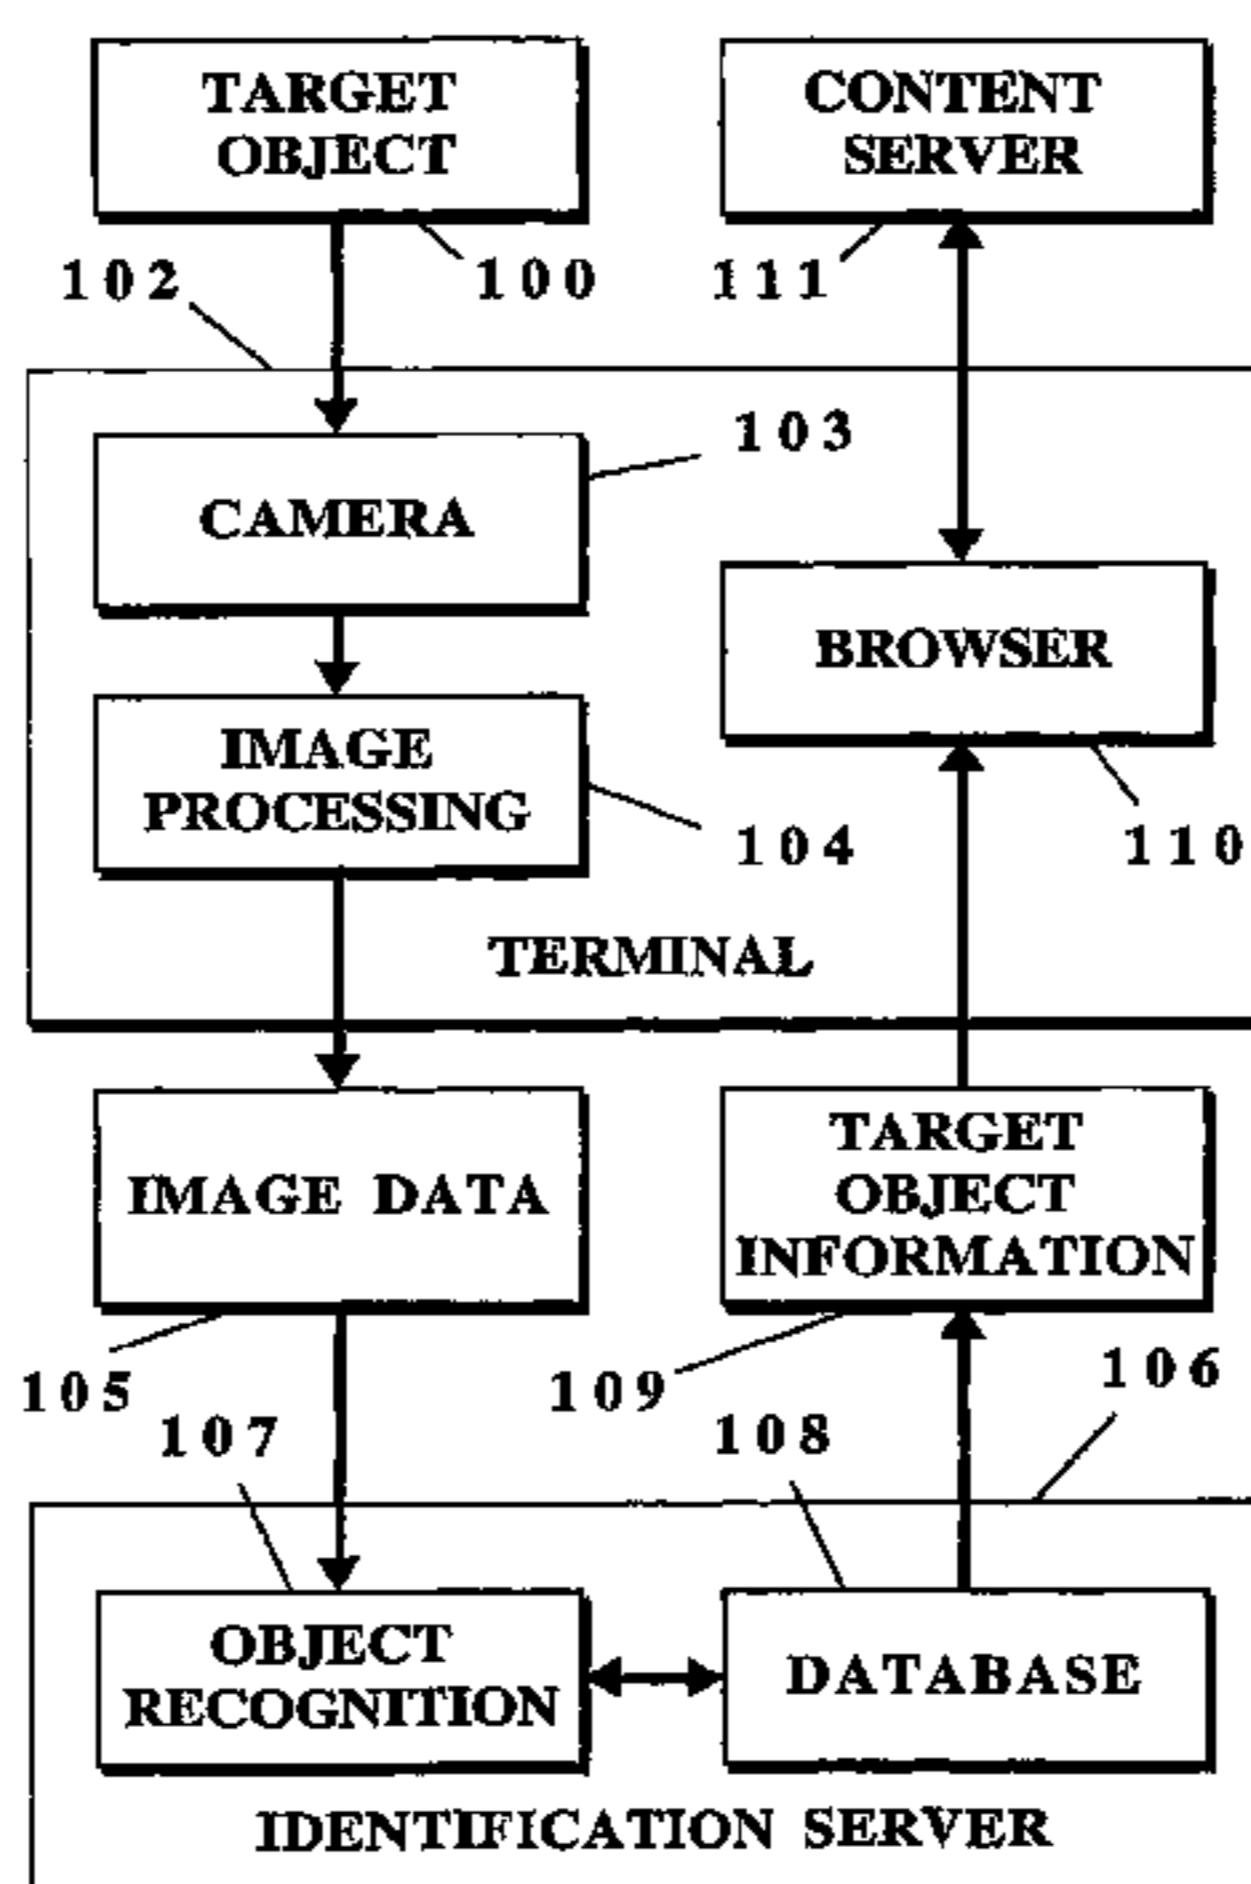 TARGET
OBJECT
CONTENT
SERVER
102
100
111
103
CAMERA
BROWSER
IMAGE
PROCESSING
104
110
TERMINAL
IMAGE DATA
TARGET
OBJECT
INFORMATION
105
109
106
107
108
OBJECT
RECOGNITION
DATABASE
IDENTIFICATION SERVER